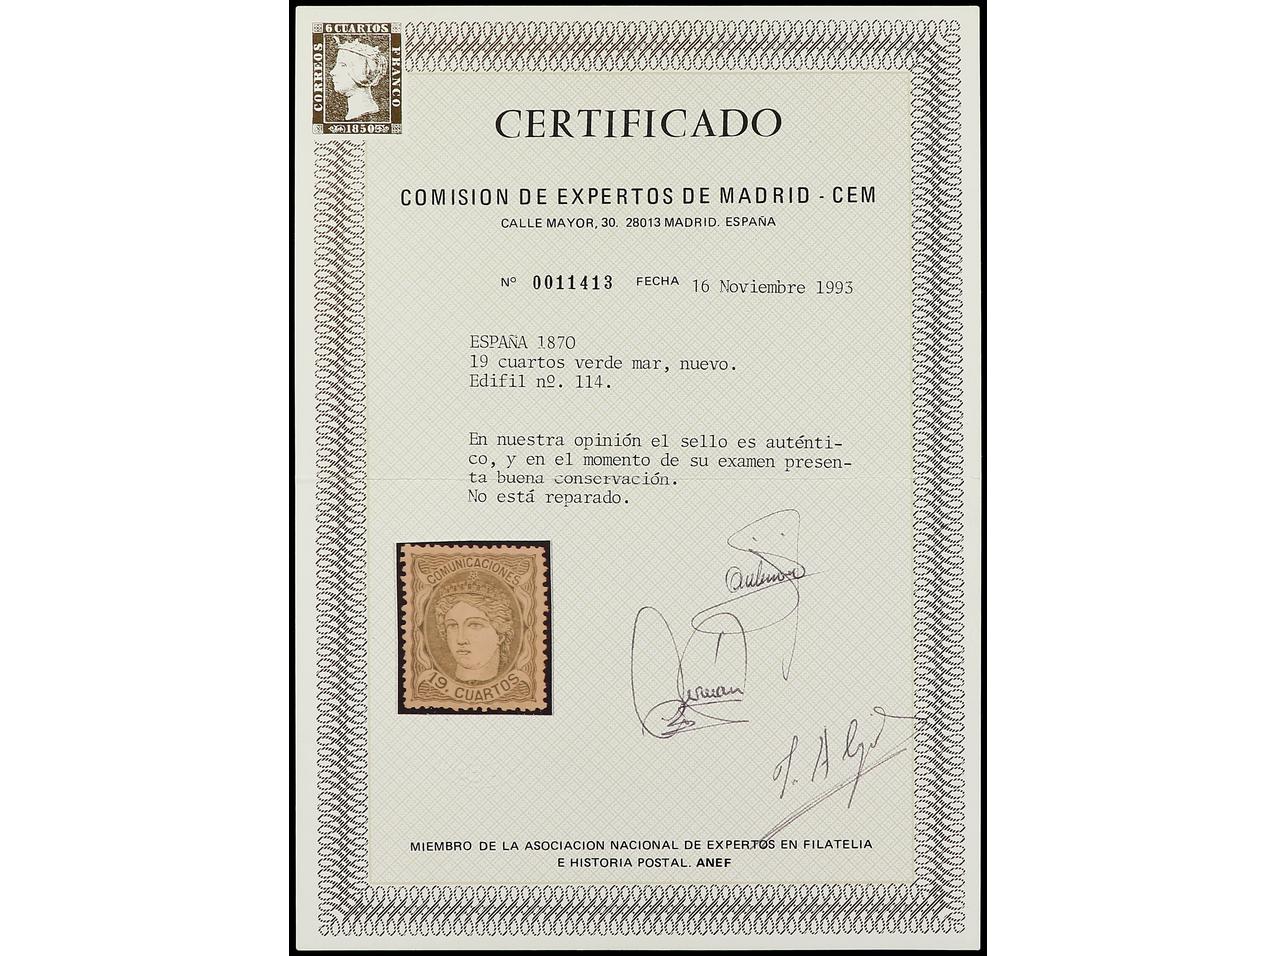 6 CUARTOS
CORREOS
FRANCO
1850
CERTIFICADO
COMISION DE EXPERTOS DE MADRID - CEM
CALLE MAYOR, 30. 28013 MADRID. ESPAÑA
Nº 0011413 FECHA 16 Noviembre 1993
ESPAÑA 1870
19 cuartos verde mar, nuevo.
Edifil nº. 114.
En nuestra opinión el sello es auténti-
co, y en el momento de su examen presen-
ta buena conservación.
No está reparado.
COMUNICACIONES
19. CUARTOS
MIEMBRO DE LA ASOCIACION NACIONAL DE EXPERTOS EN FILATELIA
E HISTORIA POSTAL. ANEF